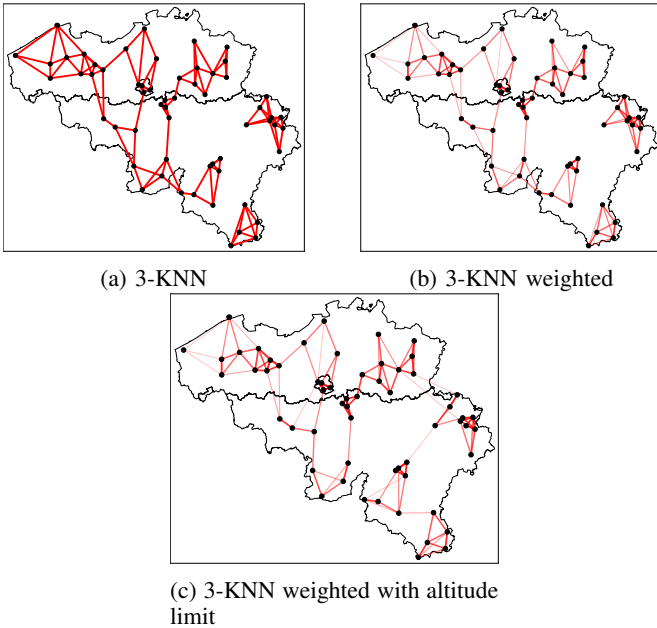 (a) 3-KNN
(b) 3-KNN weighted
(c) 3-KNN weighted with altitude
limit